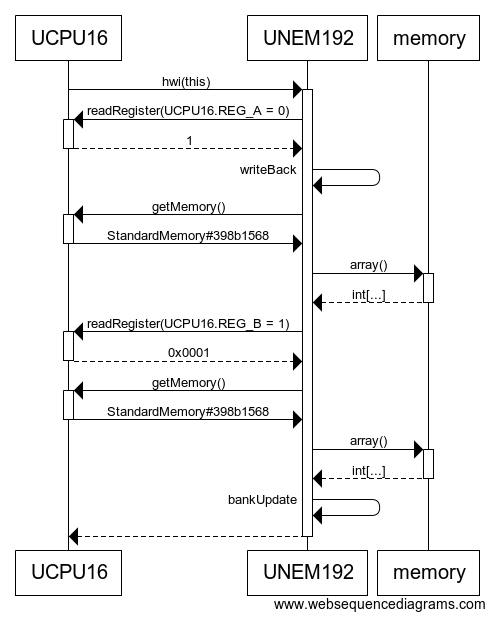 UCPU16 UNEM192 memory
hwi(this)
readRegister(UCPU16.REG_A = 0)
1
writeBack
getMemory()
StandardMemory#398b1568
array()
int[...]
readRegister(UCPU16.REG_B = 1)
0x0001
getMemory()
StandardMemory#398b1568
array()
int[...]
bankUpdate
UCPU16 UNEM192 memory
www.websequencediagrams.com